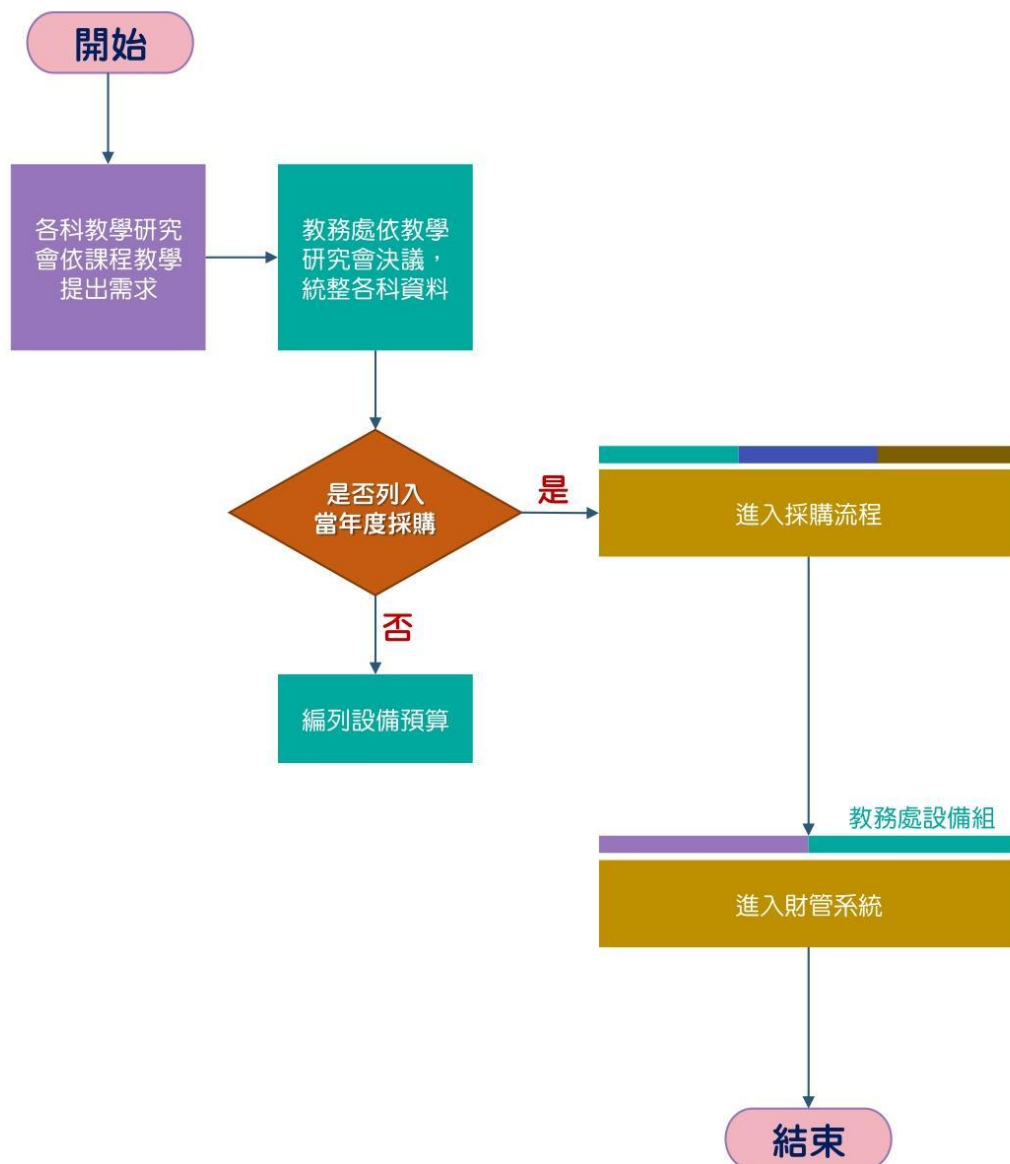 開始
各科教學研究
會依課程教學
提出需求
教務處依教學
研究會決議，
統整各科資料
是否列入
當年度採購
是
進入採購流程
否
編列設備預算
教務處設備組
進入財管系統
結束